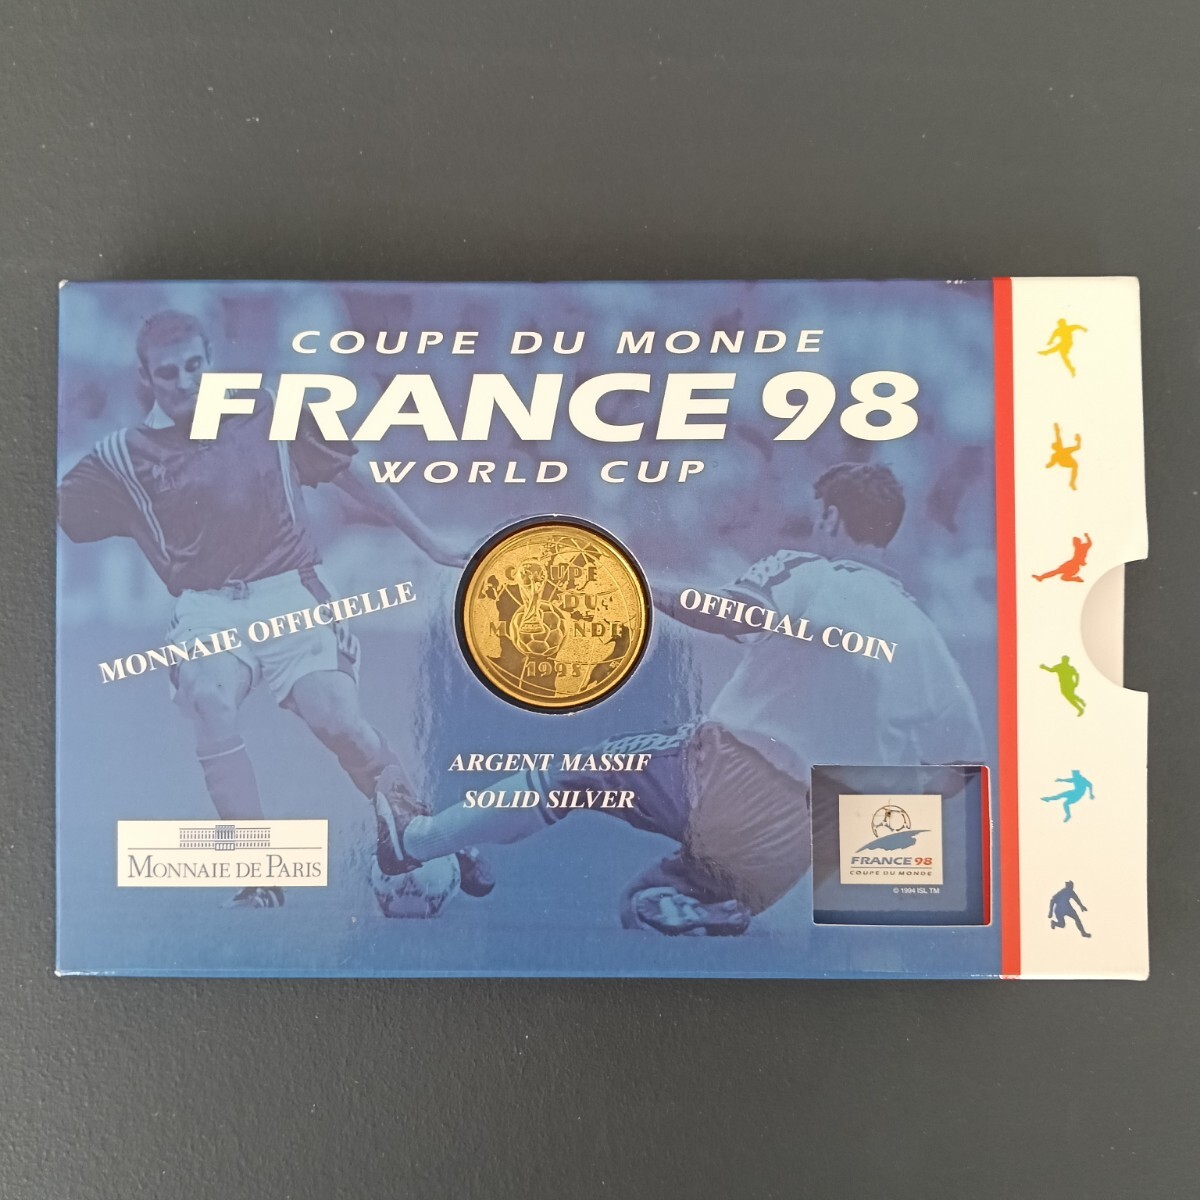 COUPE DU MONDE
FRANCE 98
WORLD CUP
MONNAIE OFFICIELLE
OFFICIAL COIN
COUPE
DU
MONDE
1998
ARGENT MASSIF
SOLID SILVER
MONNAIE DE PARIS
FRANCE 98
COUPE DU MONDE
© 1994 ISL TM